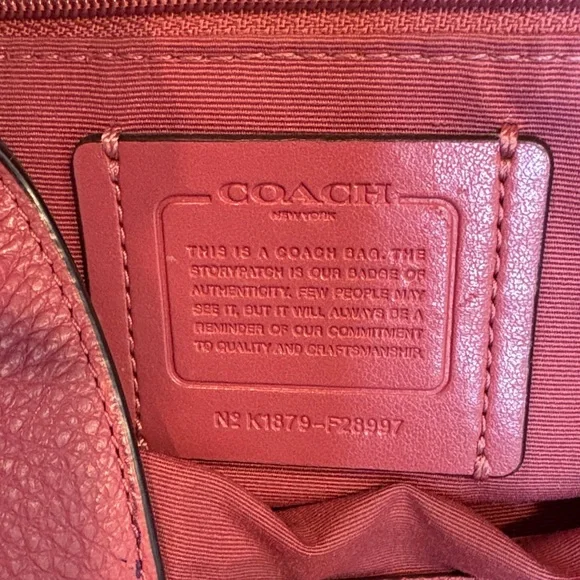 COACH
NEW YORK
THIS IS A COACH BAG. THE
STORYPATCH IS OUR BADGE OF
AUTHENTICITY. FEW PEOPLE MAY
SEE IT, BUT IT WILL ALWAYS BE A
REMINDER OF OUR COMMITMENT
TO QUALITY AND CRAFTSMANSHIP.
Nº K1879-F28997